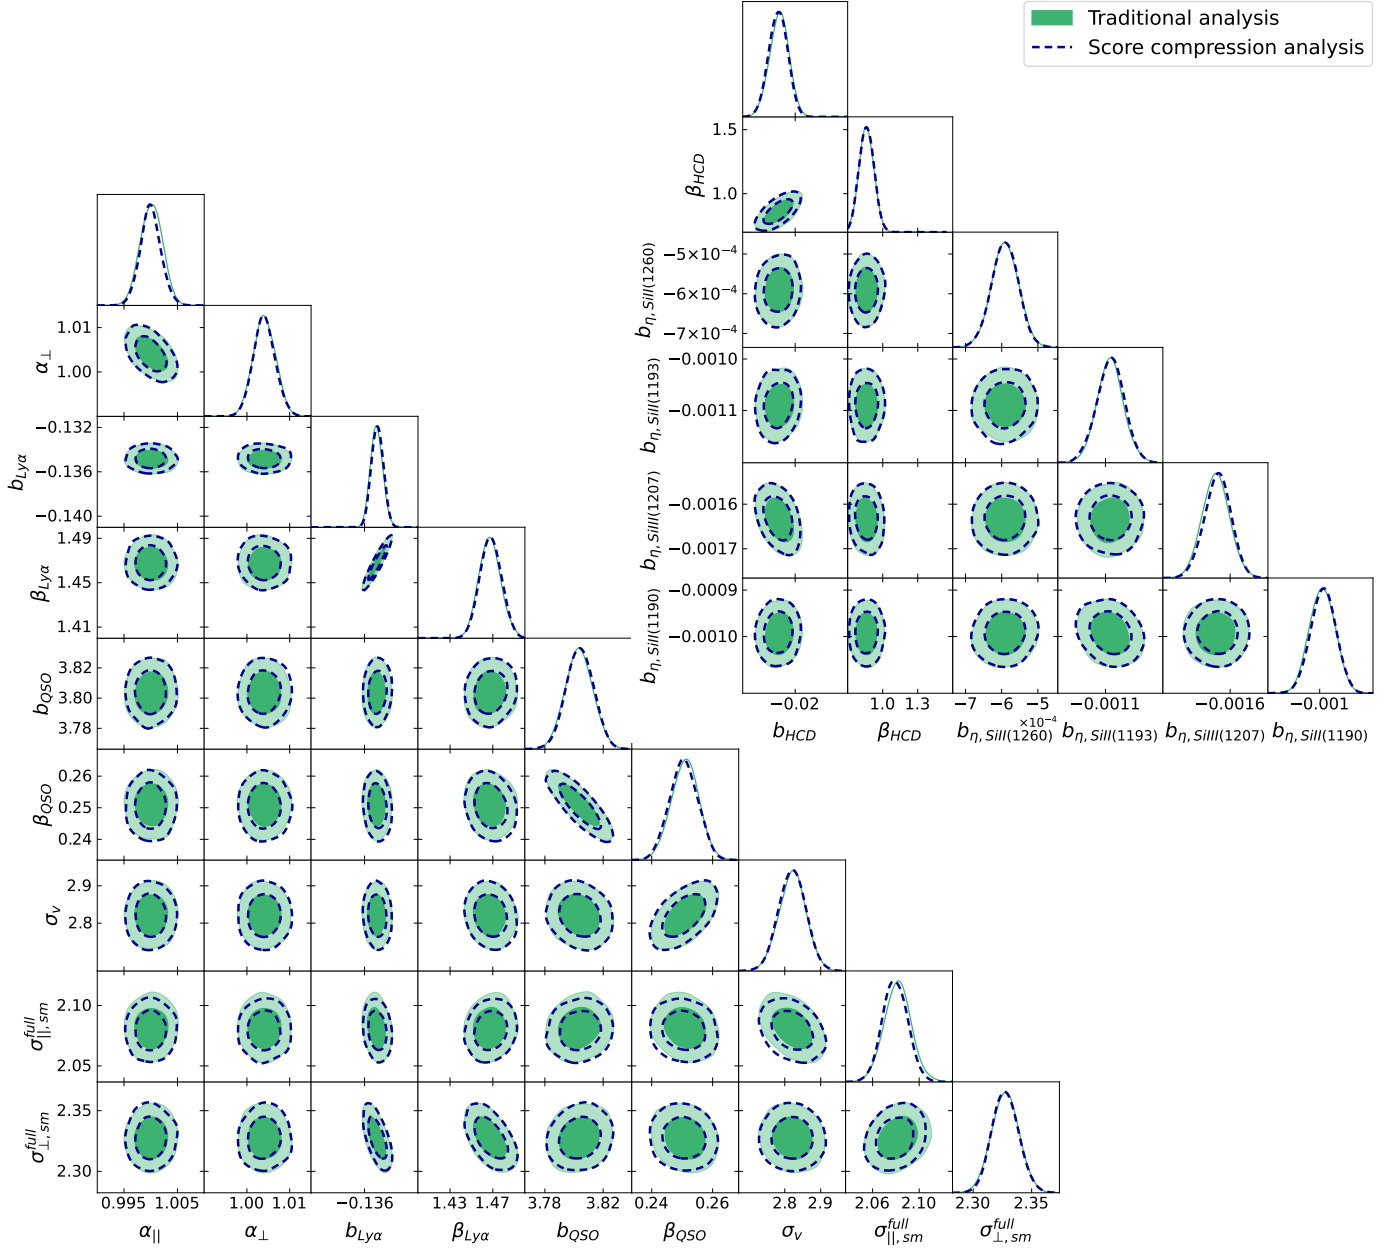 Traditional analysis
Score compression analysis
1.5
1.0
β_HCD
−5×10⁻⁴
−6×10⁻⁴
−7×10⁻⁴
b_η, SiII(1260)
−0.0010
−0.0011
b_η, SiII(1193)
−0.0016
−0.0017
b_η, SiIII(1207)
−0.0009
−0.0010
b_η, SiII(1190)
−0.02
1.0 1.3
−7 −6 −5
×10⁻⁴
−0.0011
−0.0016
−0.001
b_HCD
β_HCD
b_η, SiII(1260)
b_η, SiII(1193)
b_η, SiIII(1207)
b_η, SiII(1190)
1.01
1.00
α_⊥
−0.132
−0.136
−0.140
b_Lyα
1.49
1.45
1.41
β_Lyα
3.82
3.80
3.78
b_QSO
0.26
0.25
0.24
β_QSO
2.9
2.8
σ_v
2.10
2.05
σ^full_||, sm
2.35
2.30
σ^full_⊥, sm
0.995 1.005
1.00 1.01
−0.136
1.43 1.47
3.78 3.82
0.24 0.26
2.8 2.9
2.06 2.10
2.30 2.35
α_||
α_⊥
b_Lyα
β_Lyα
b_QSO
β_QSO
σ_v
σ^full_||, sm
σ^full_⊥, sm